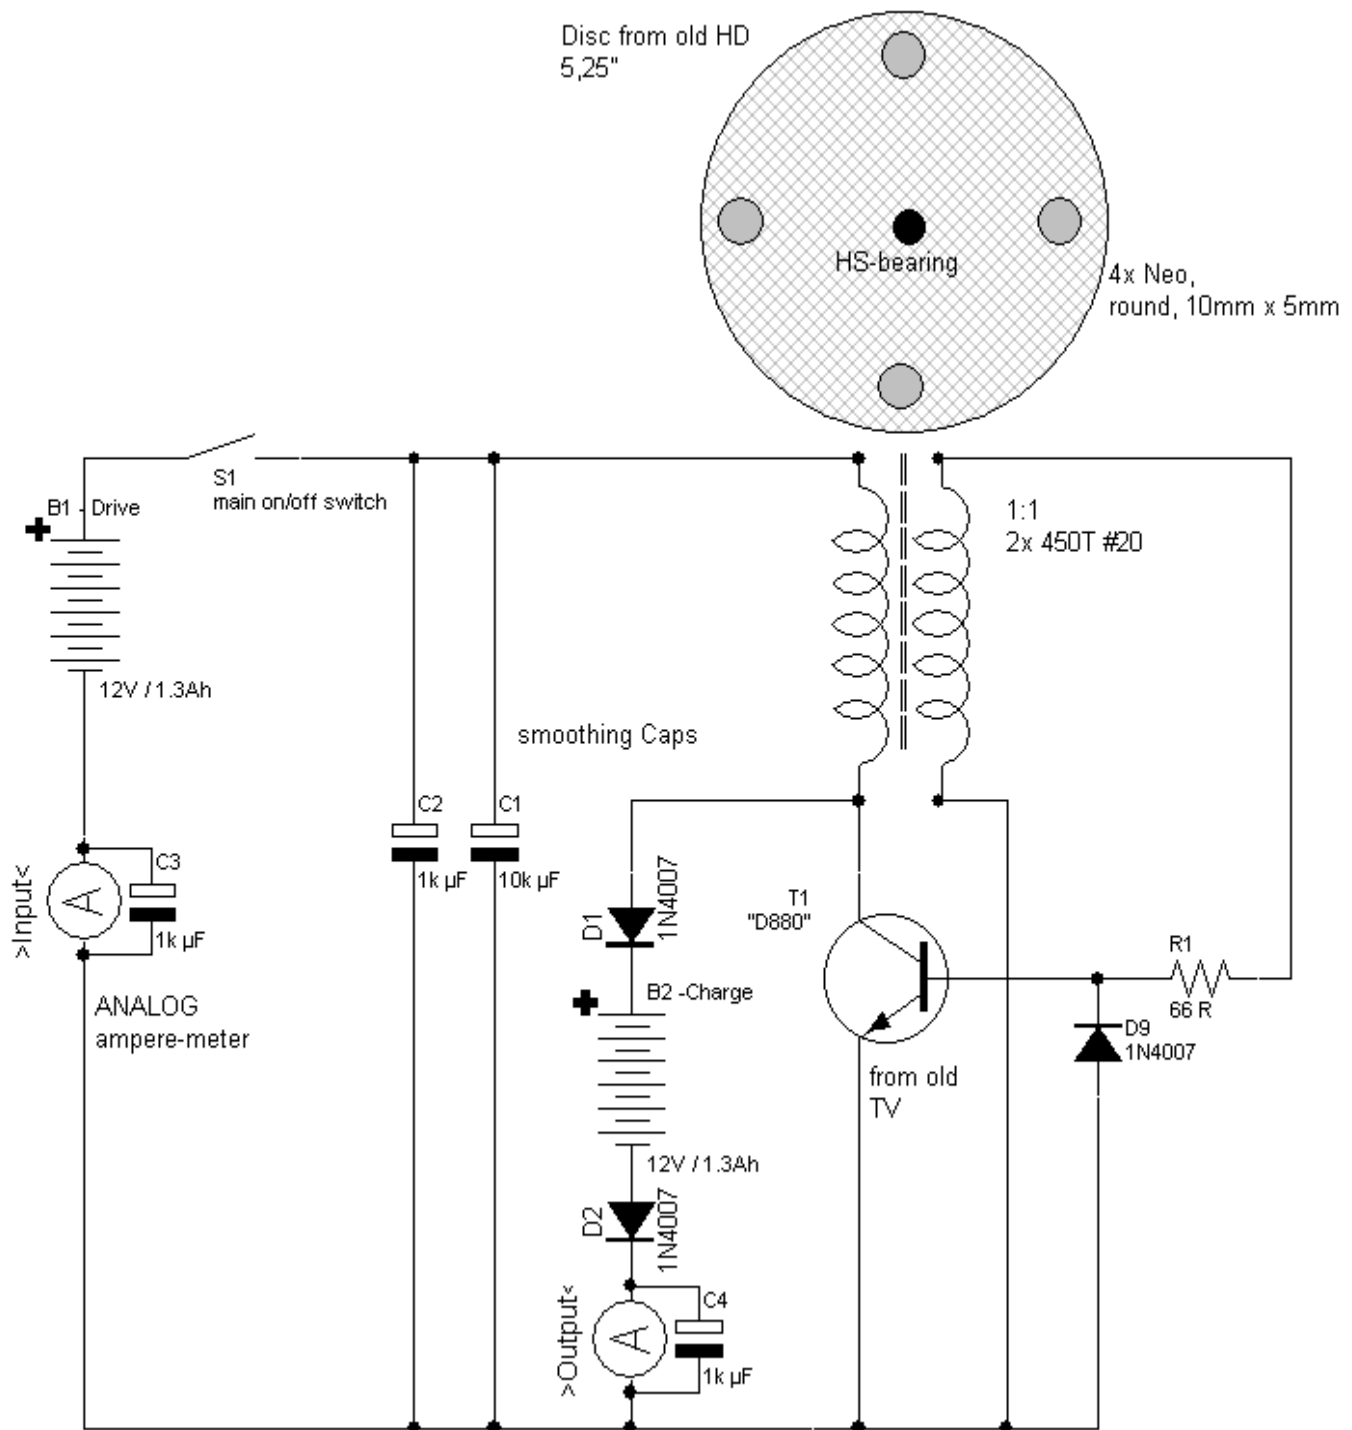 Disc from old HD
5,25"
HS-bearing
4x Neo,
round, 10mm x 5mm
S1
main on/off switch
B1 - Drive
1:1
2x 450T #20
12V / 1.3Ah
smoothing Caps
C2
C1
1k µF
10k µF
>Input<
A
C3
1k µF
ANALOG
ampere-meter
D1
1N4007
T1
"D880"
R1
66 R
B2 -Charge
D9
1N4007
from old
TV
12V / 1.3Ah
D2
1N4007
>Output<
A
C4
1k µF